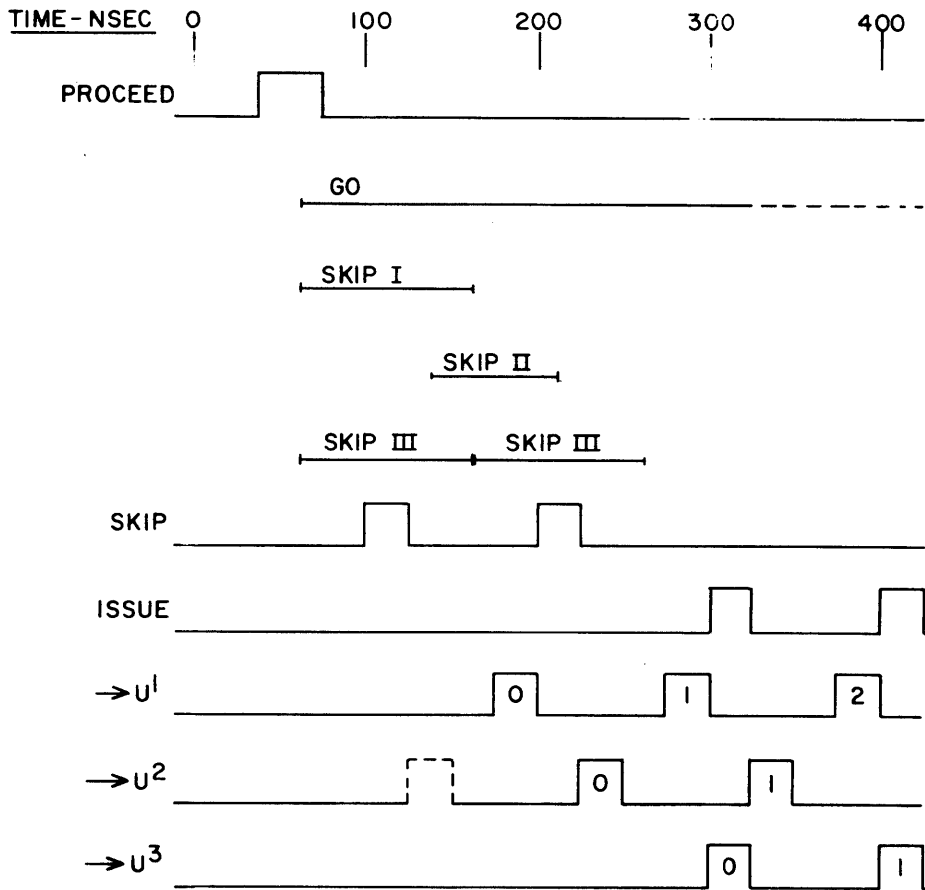 TIME-NSEC 0 100 200 300 400
PROCEED
GO
SKIP I
SKIP II
SKIP III SKIP III
SKIP
ISSUE
→U¹ 0 1 2
→U² 0 1
→U³ 0 1